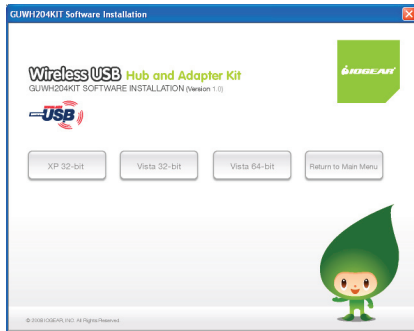 GUWH204KIT Software Installation
Wireless USB Hub and Adapter Kit
GUWH204KIT SOFTWARE INSTALLATION (Version 1.0)
IOGEAR
USB
XP 32-bit
Vista 32-bit
Vista 64-bit
Return to Main Menu
© 2008 IOGEAR, INC. All Rights Reserved.